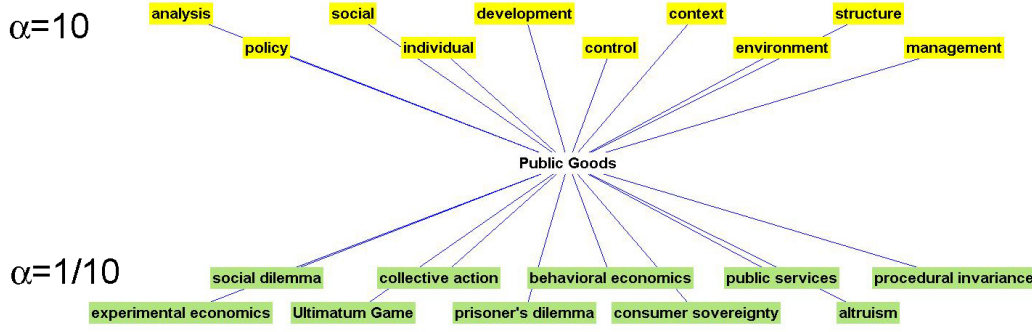 analysis social development context structure
α=10
policy individual control environment management
Public Goods
α=1/10
social dilemma collective action behavioral economics public services procedural invariance
experimental economics Ultimatum Game prisoner's dilemma consumer sovereignty altruism